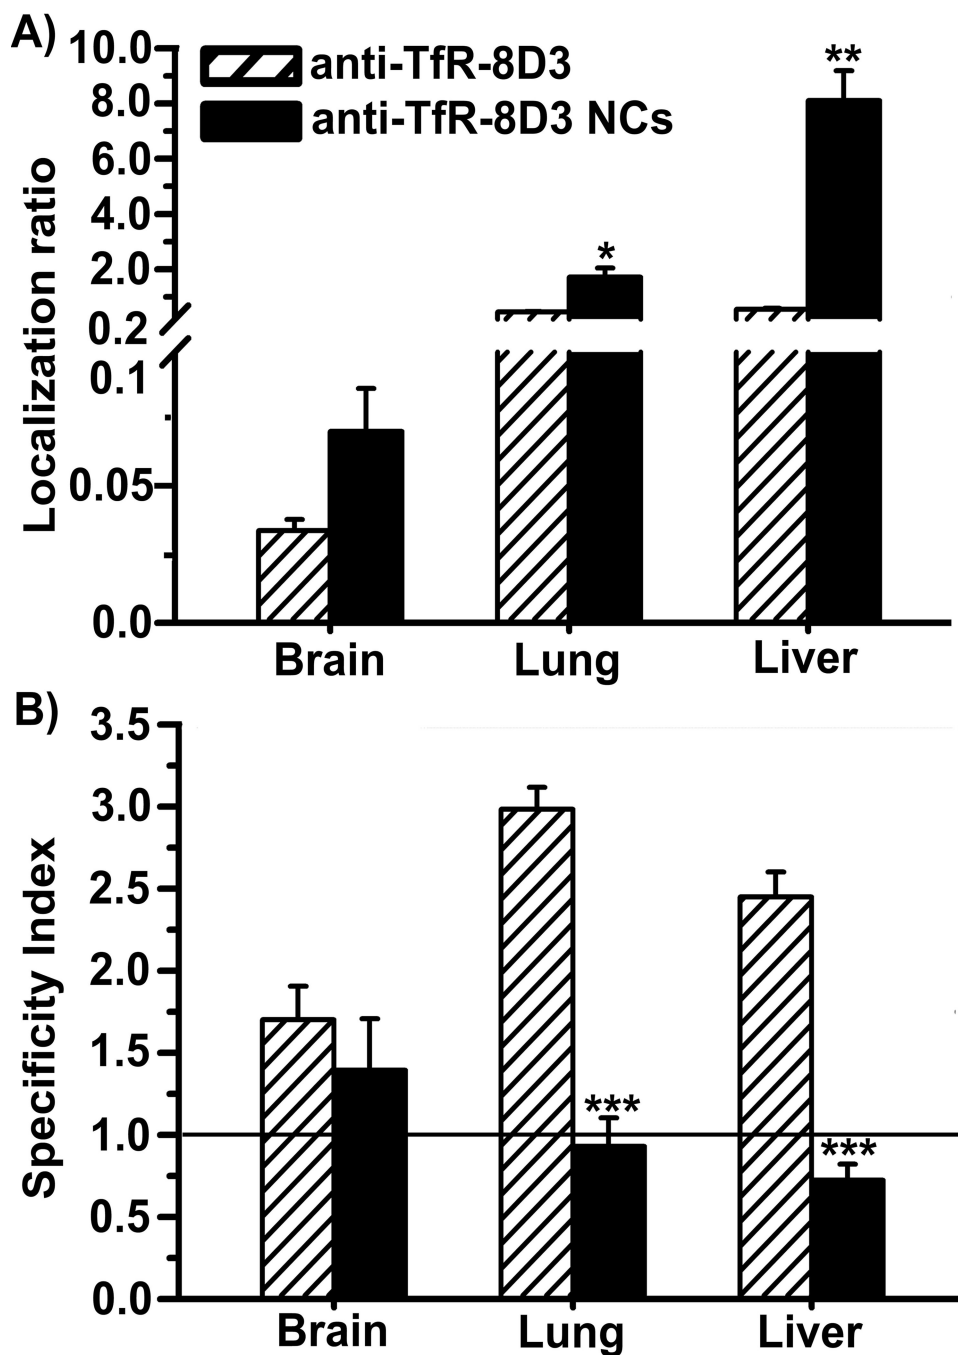 A)
10.0
8.0
6.0
4.0
2.0
0.2
0.1
0.05
0.0
Localization ratio
anti-TfR-8D3
anti-TfR-8D3 NCs
*
**
Brain Lung Liver
B)
3.5
3.0
2.5
2.0
1.5
1.0
0.5
0.0
Specificity Index
***
***
Brain Lung Liver